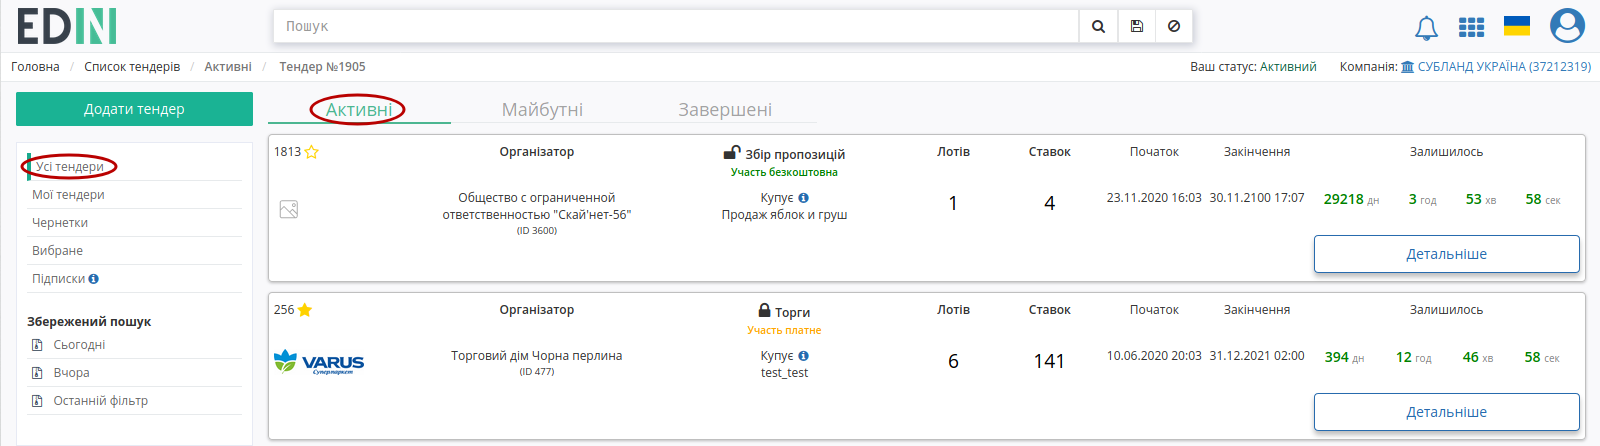 EDIN
Пошук
Головна / Список тендерів / Активні / Тендер №1905
Ваш статус: Активний Компанія: СУБЛАНД УКРАЇНА (37212319)
Додати тендер
Усі тендери
Мої тендери
Чернетки
Вибране
Підписки
Збережений пошук
Сьогодні
Вчора
Останній фільтр
Активні Майбутні Завершені
1813 Організатор Збір пропозицій Лотів Ставок Початок Закінчення Залишилось
Участь безкоштовна
Общество с ограниченной ответственностью "Скай'нет-56"
(ID 3600)
Купує
Продаж яблок и груш
1 4 23.11.2020 16:03 30.11.2100 17:07 29218 дн 3 год 53 хв 58 сек
Детальніше
256 Організатор Торги Лотів Ставок Початок Закінчення Залишилось
Участь платне
VARUS
Супермаркет
Торговий дім Чорна перлина
(ID 477)
Купує
test_test
6 141 10.06.2020 20:03 31.12.2021 02:00 394 дн 12 год 46 хв 58 сек
Детальніше